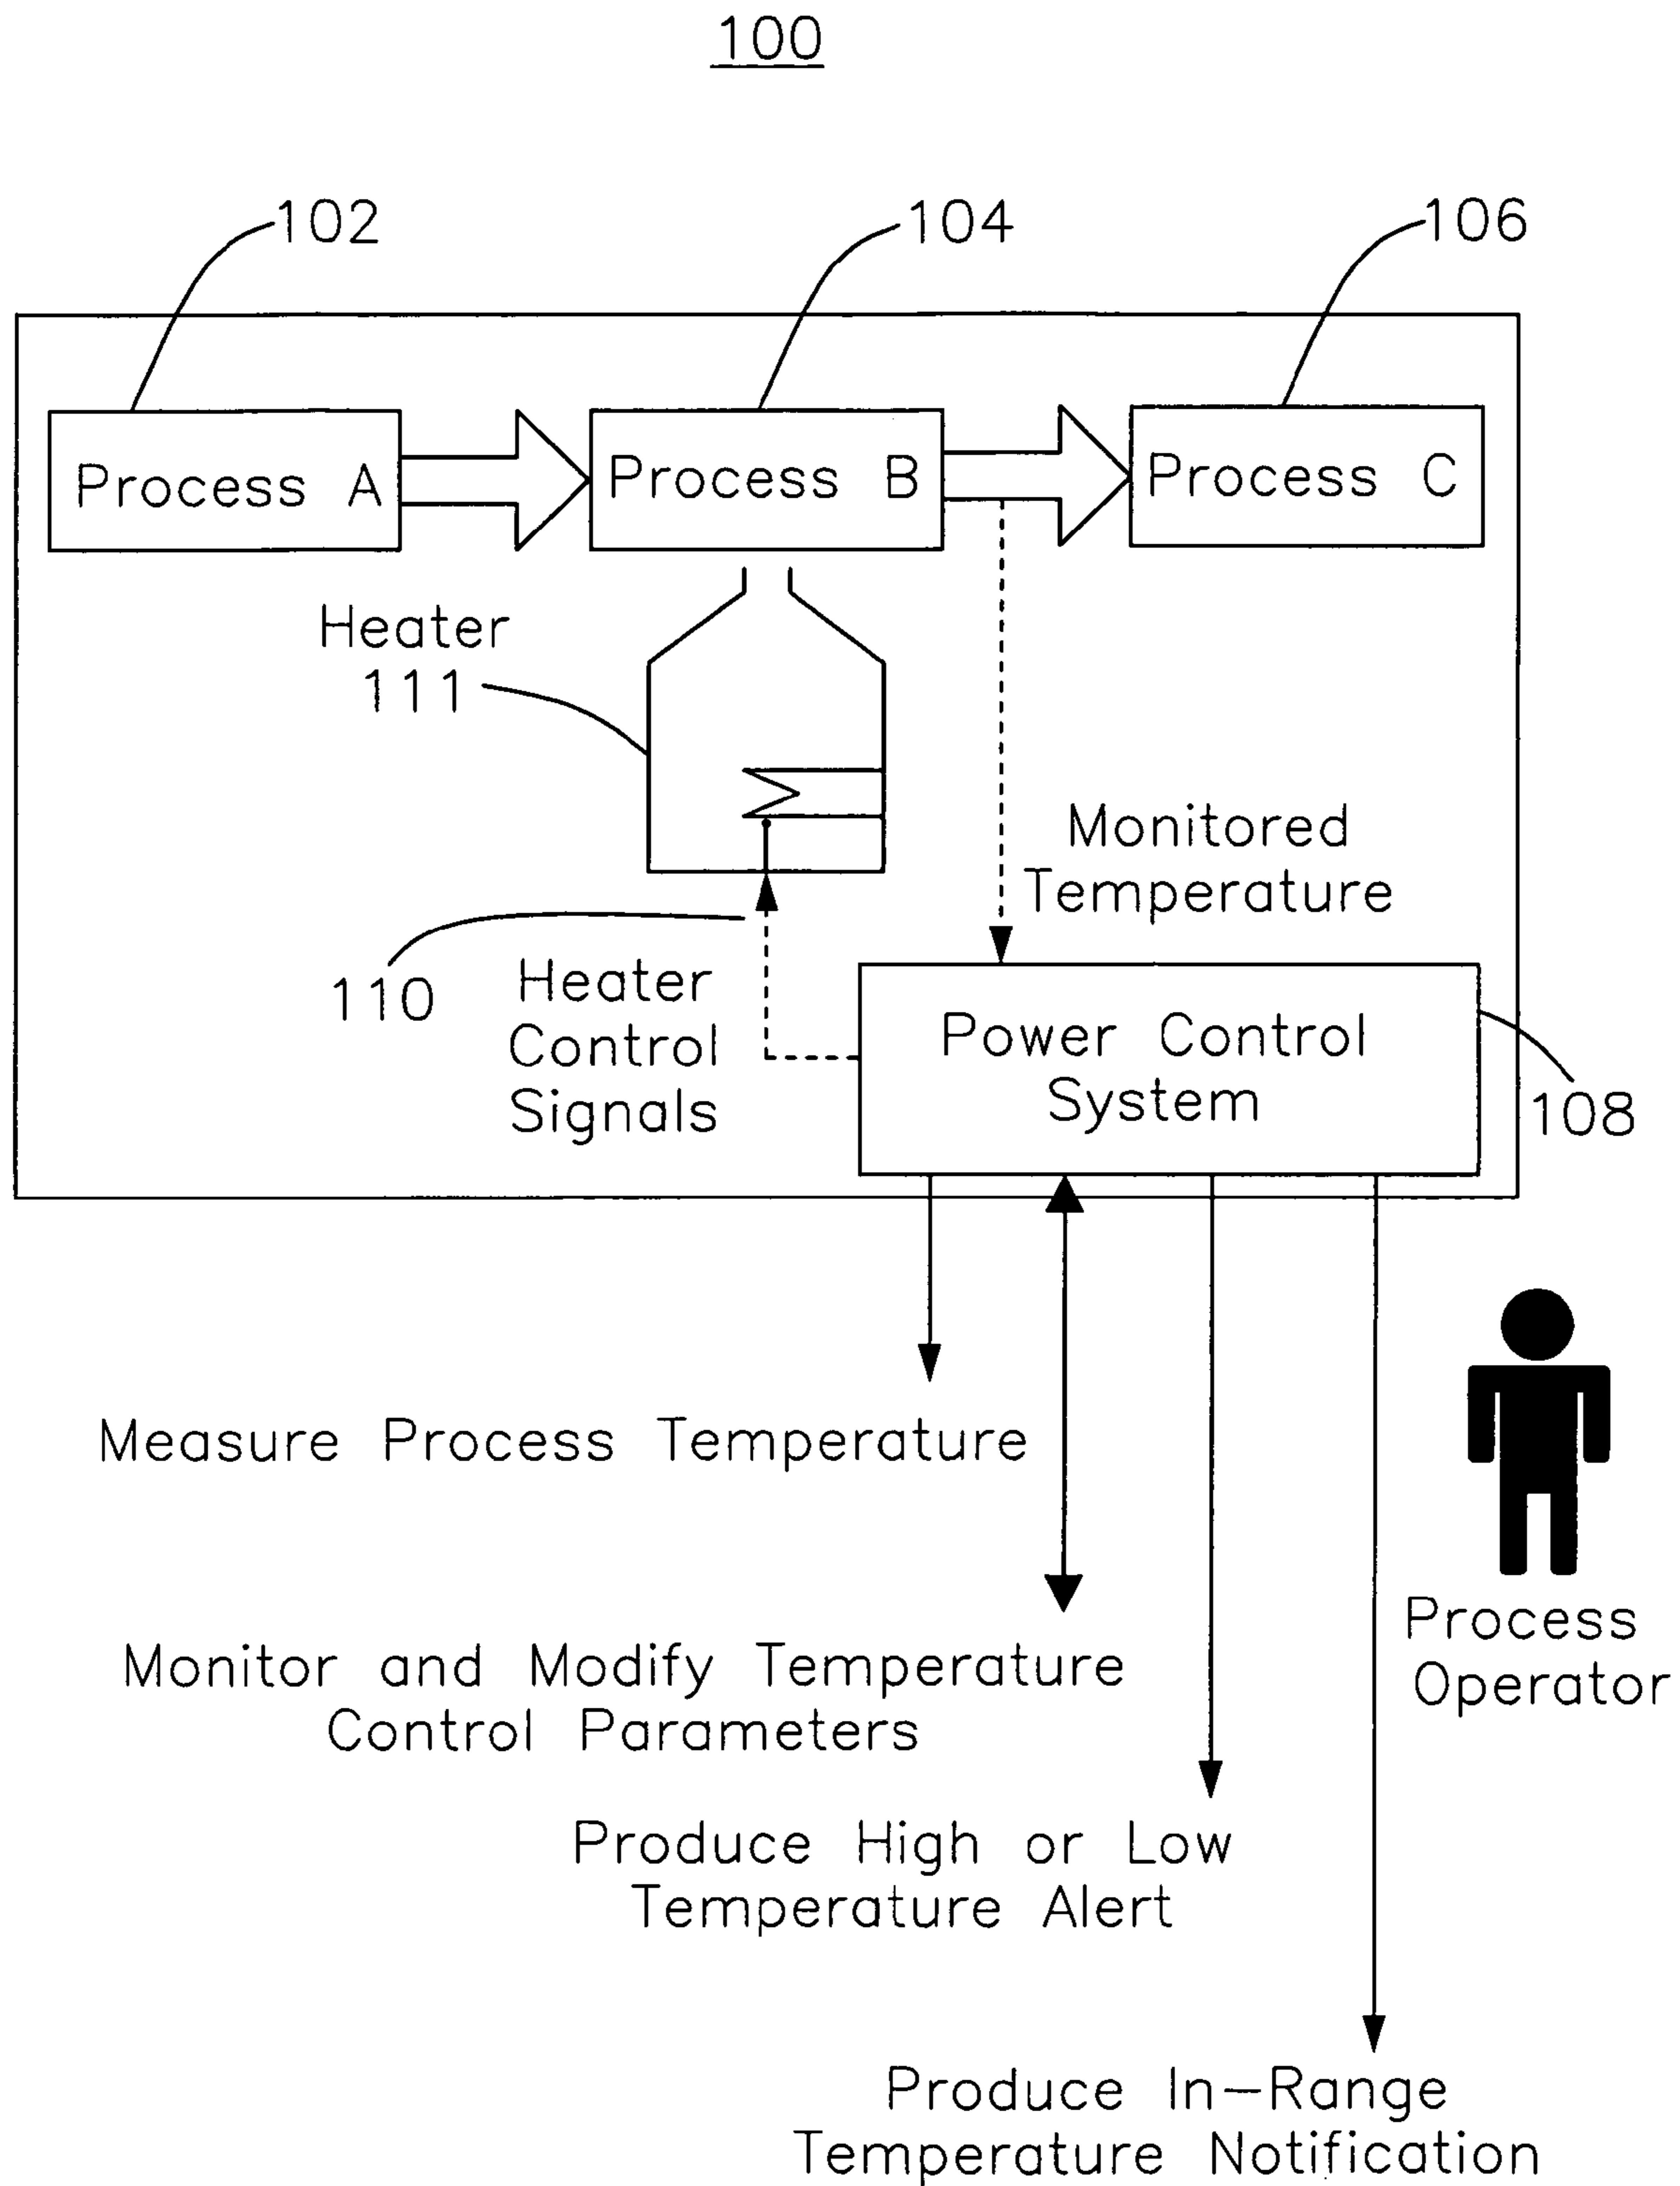 100
102
104
106
Process A
Process B
Process C
Heater
111
Monitored
Temperature
110
Heater
Control
Signals
Power Control
System
108
Measure Process Temperature
Process
Operator
Monitor and Modify Temperature
Control Parameters
Produce High or Low
Temperature Alert
Produce In-Range
Temperature Notification